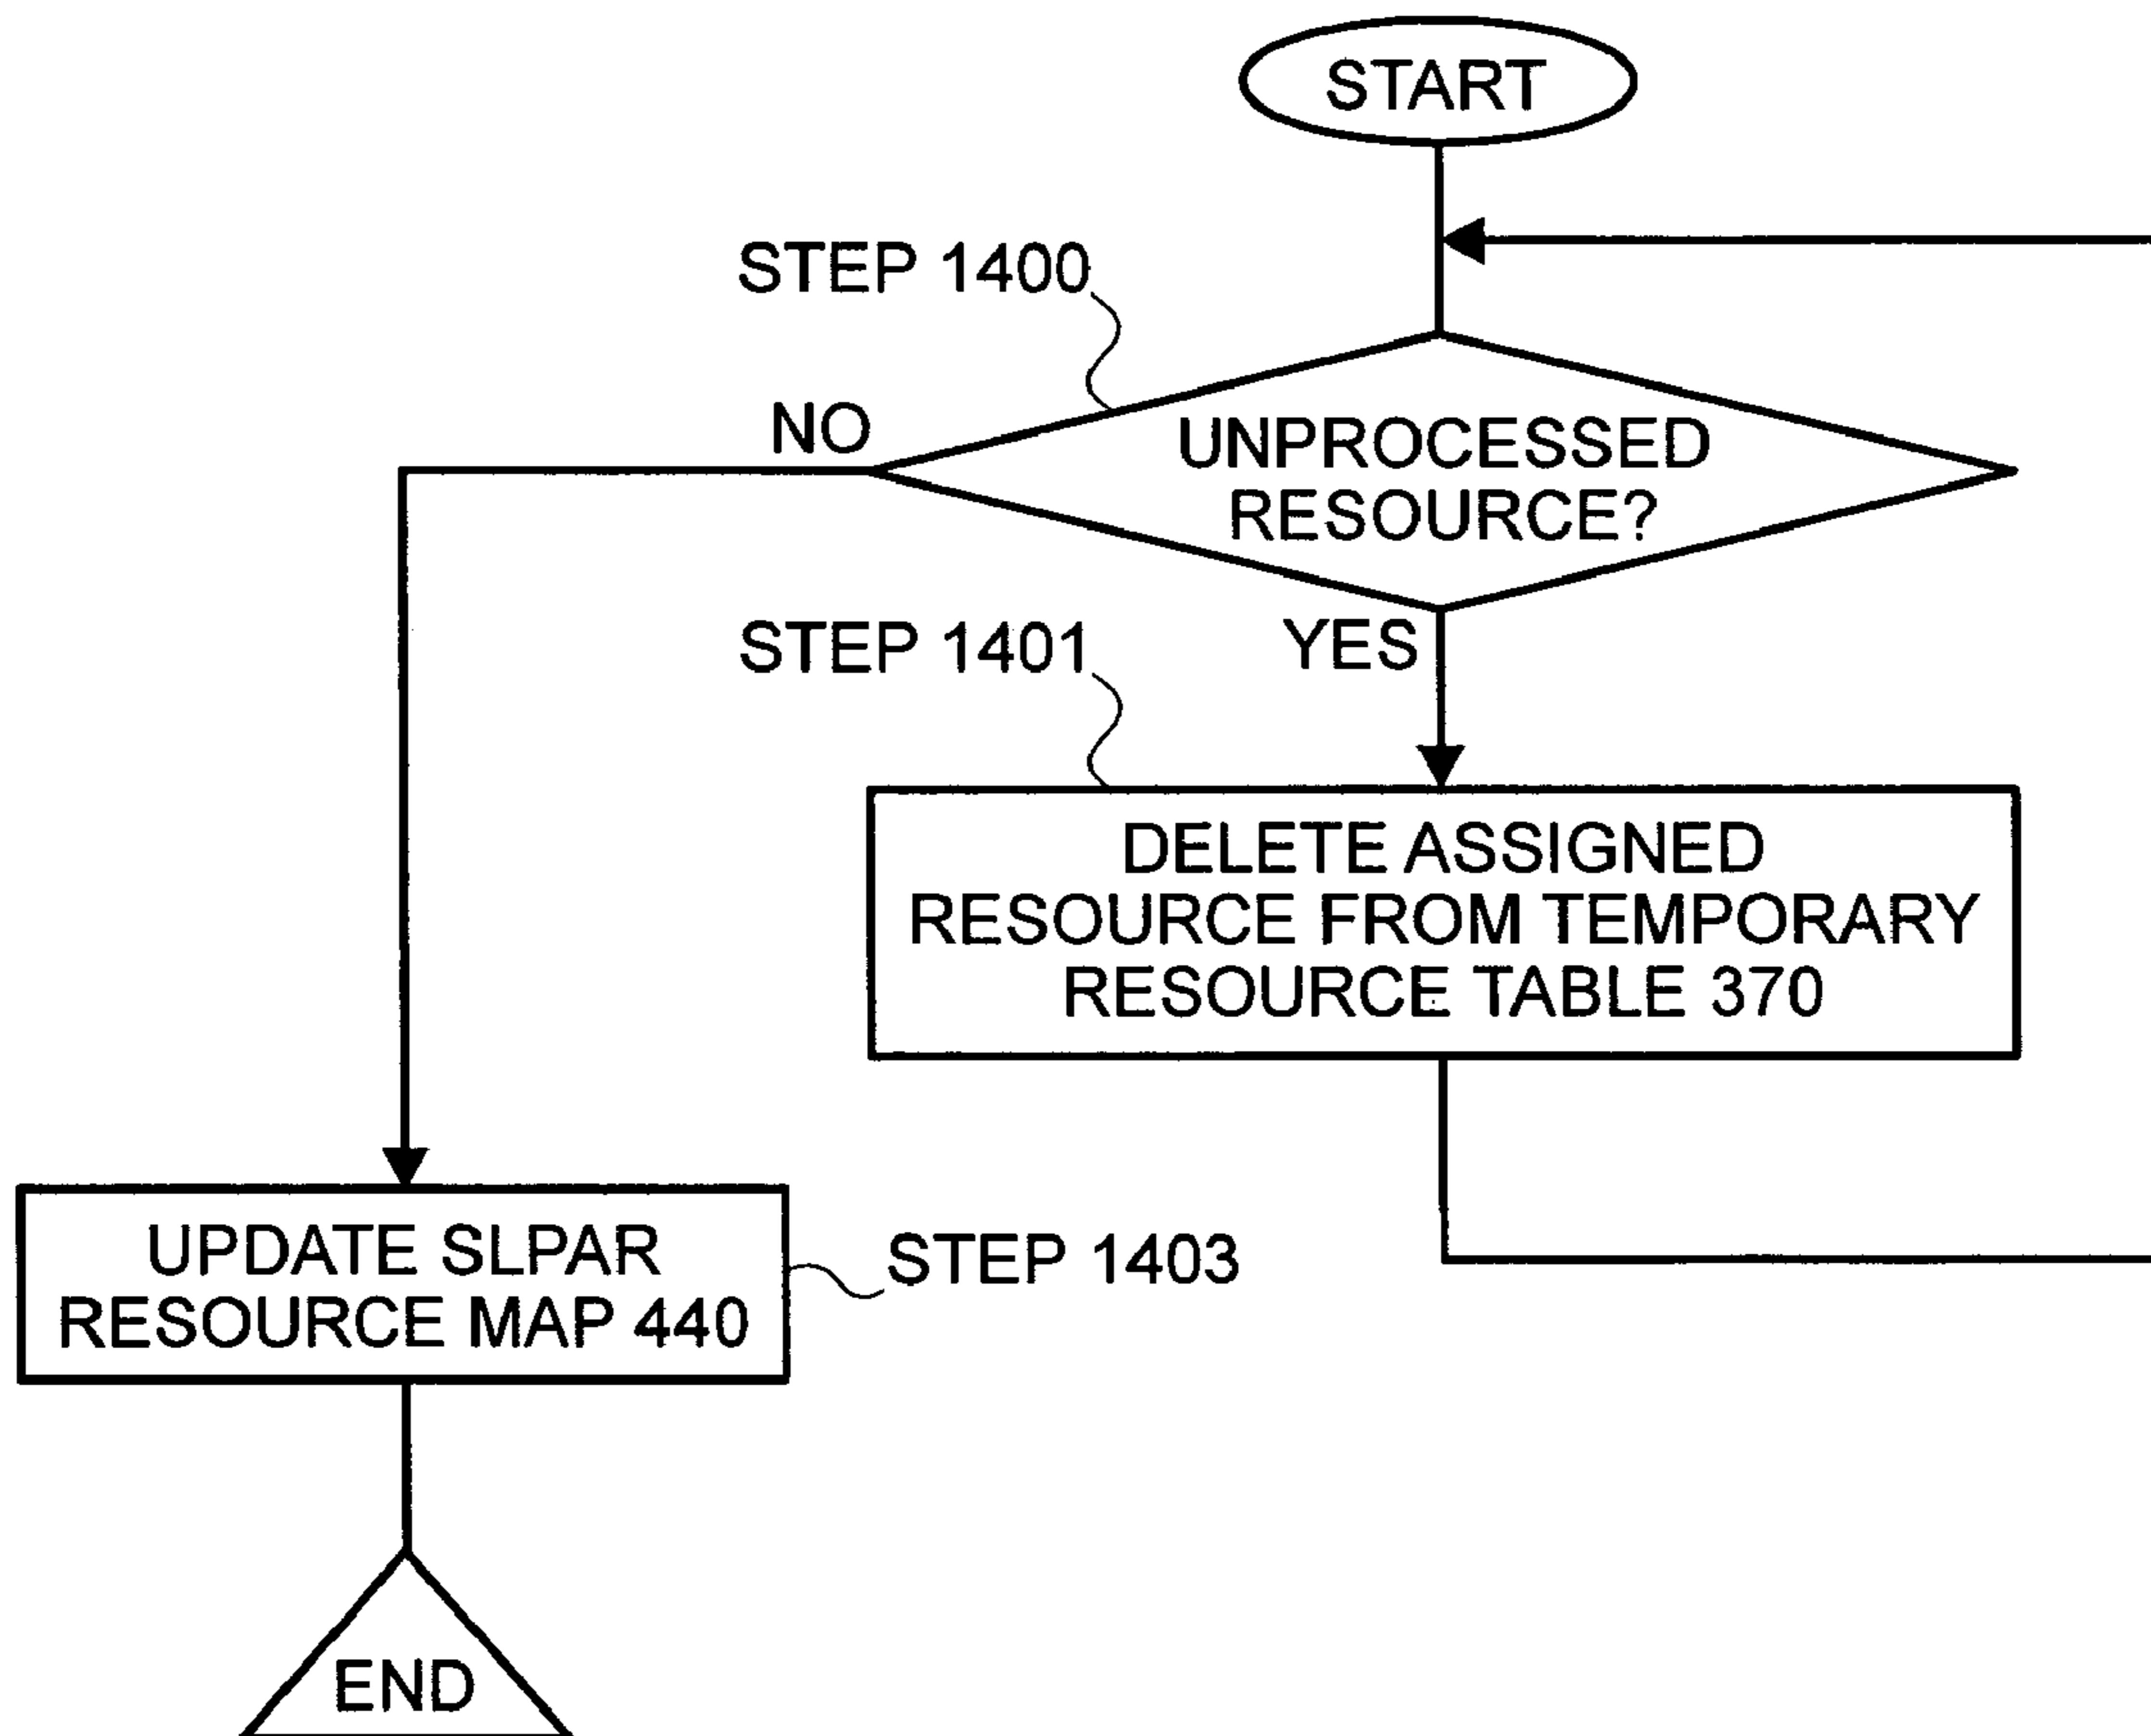 START
STEP 1400
NO
UNPROCESSED
RESOURCE?
STEP 1401
YES
DELETE ASSIGNED
RESOURCE FROM TEMPORARY
RESOURCE TABLE 370
UPDATE SLPAR
RESOURCE MAP 440
STEP 1403
END